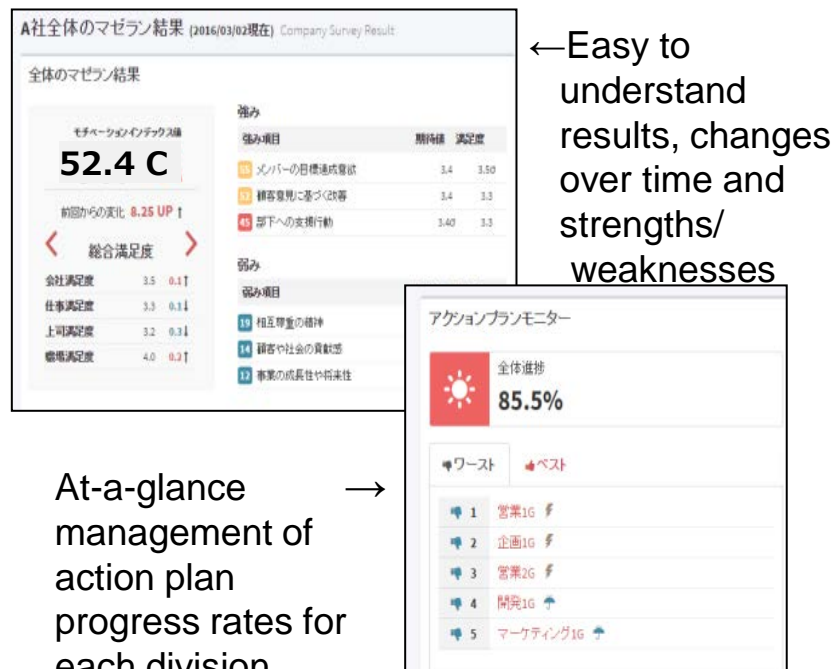 A社全体のマゼラン結果 (2016/03/02現在) Company Survey Result
全体のマゼラン結果
モチベーションインデックス値
52.4 C
前回からの変化 8.25 UP ↑
総合満足度
会社満足度 3.5 0.1↑
仕事満足度 3.3 0.1↓
上司満足度 3.2 0.3↓
職場満足度 4.0 0.2↑
強み
強み項目 期待値 満足度
55 メンバーの目標達成意欲 3.4 3.50
52 顧客意見に基づく改善 3.4 3.3
45 部下への支援行動 3.40 3.3
弱み
弱み項目
19 相互尊重の精神
14 顧客や社会の貢献感
12 事業の成長性や将来性
←Easy to
understand
results, changes
over time and
strengths/
weaknesses
アクションプランモニター
全体進捗
85.5%
ワースト ベスト
1 営業1G
2 企画1G
3 営業2G
4 開発1G
5 マーケティング1G
At-a-glance →
management of
action plan
progress rates for
each division